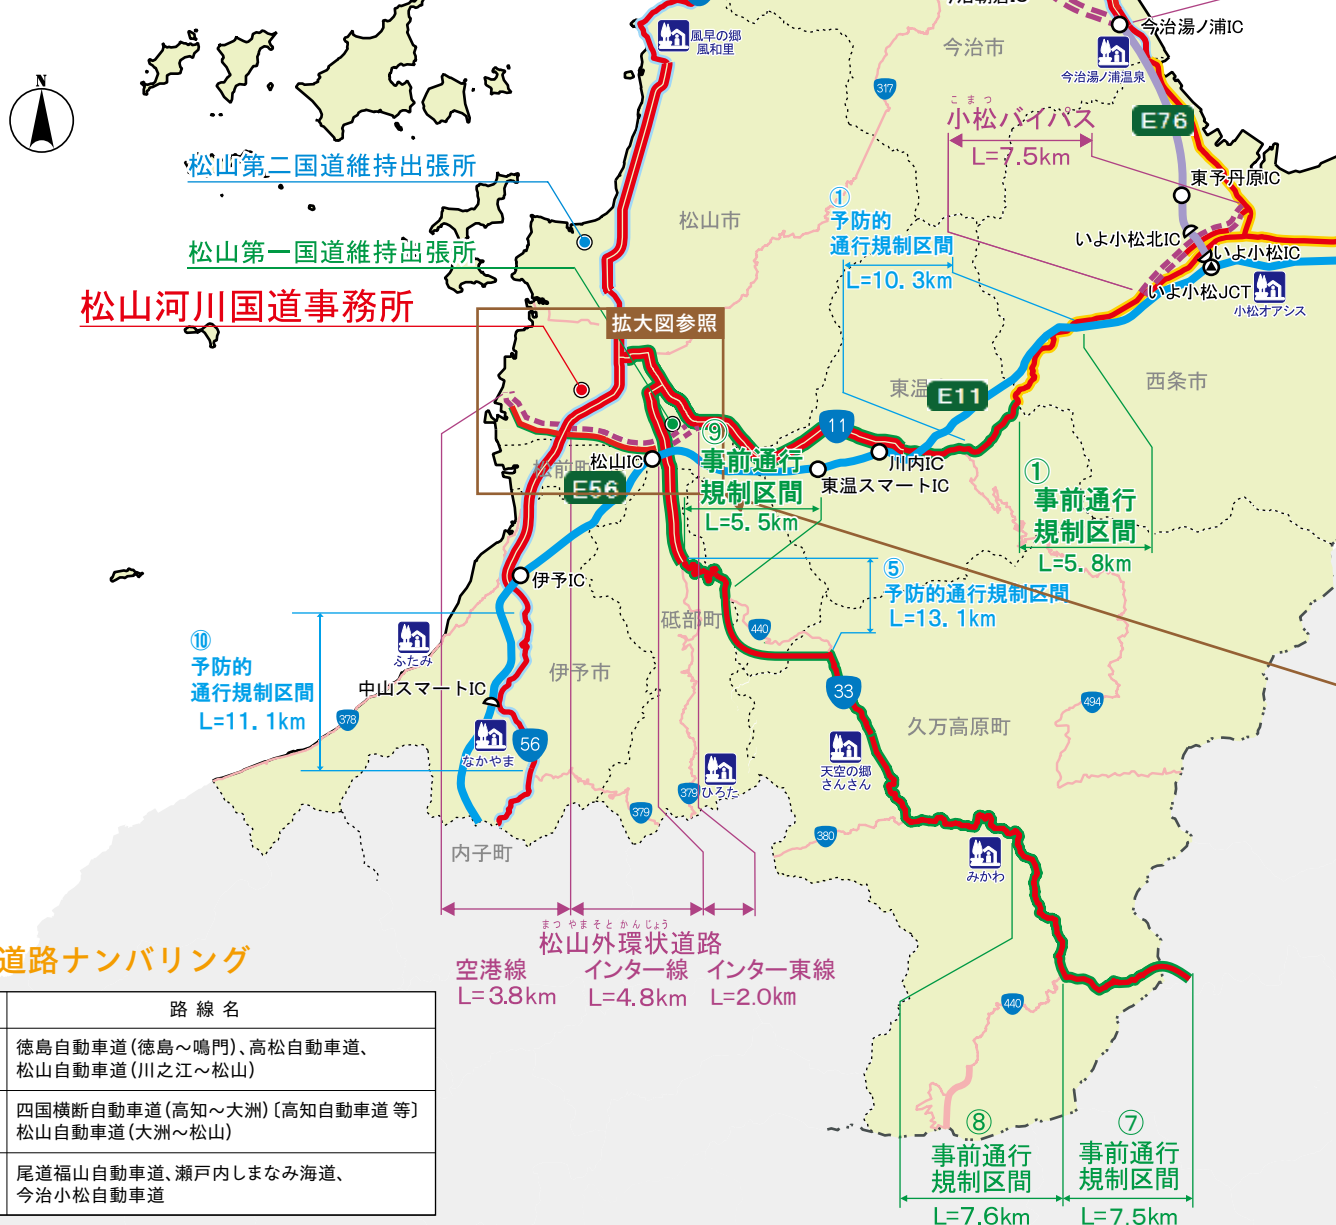 N
風早の郷
風和里
今治市
今治湯ノ浦IC
今治湯ノ浦温泉
317
こまつ
小松バイパス
L=7.5km
E76
松山第二国道維持出張所
松山市
①
予防的
通行規制区間
L=10.3km
東予丹原IC
いよ小松北IC
いよ小松IC
いよ小松JCT
小松オアシス
松山第一国道維持出張所
松山河川国道事務所
拡大図参照
西条市
E11
11
松山IC
E56
⑨
事前通行
規制区間
L=5.5km
川内IC
東温スマートIC
①
事前通行
規制区間
L=5.8km
伊予IC
⑤
予防的通行規制区間
L=13.1km
砥部町
440
⑩
予防的
通行規制区間
L=11.1km
ふたみ
伊予市
中山スマートIC
378
なかやま
56
33
494
久万高原町
天空の郷
さんさん
ひろた
379
379
380
内子町
みかわ
まつやまそとかんじょう
松山外環状道路
空港線
L=3.8km
インター線
L=4.8km
インター東線
L=2.0km
440
道路ナンバリング
路線名
徳島自動車道(徳島~鳴門)、高松自動車道、
松山自動車道(川之江~松山)
四国横断自動車道(高知~大洲)〔高知自動車道 等〕
松山自動車道(大洲~松山)
尾道福山自動車道、瀬戸内しまなみ海道、
今治小松自動車道
⑧
事前通行
規制区間
L=7.6km
⑦
事前通行
規制区間
L=7.5km